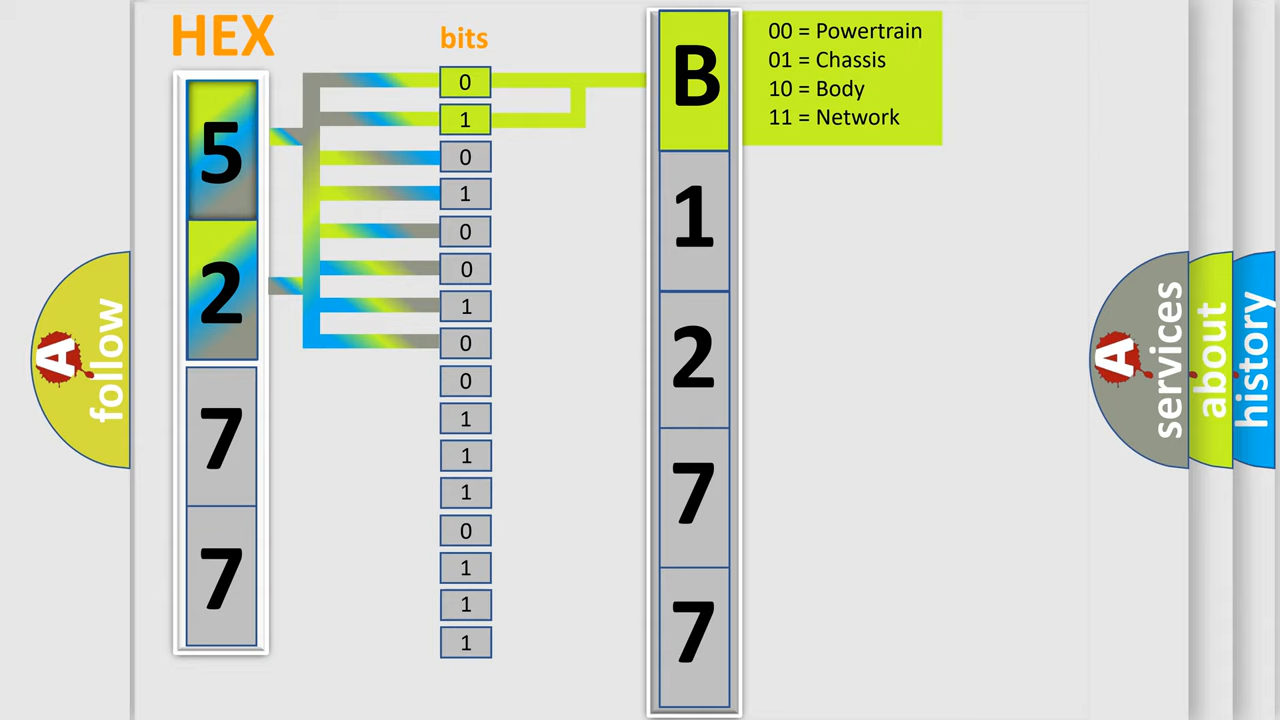 HEX
bits
5
2
7
7
0
1
0
1
0
0
1
0
0
1
1
1
0
1
1
1
B
1
2
7
7
00 = Powertrain
01 = Chassis
10 = Body
11 = Network
A
follow
A
services
about
history